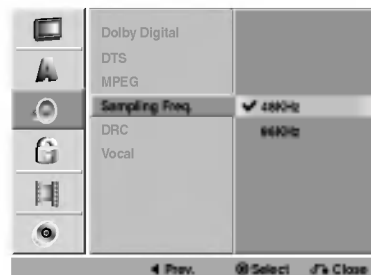 Dolby Digital
DTS
MPEG
Sampling Freq.
✔ 48KHz
96KHz
DRC
Vocal
◀ Prev. ⊙ Select Close